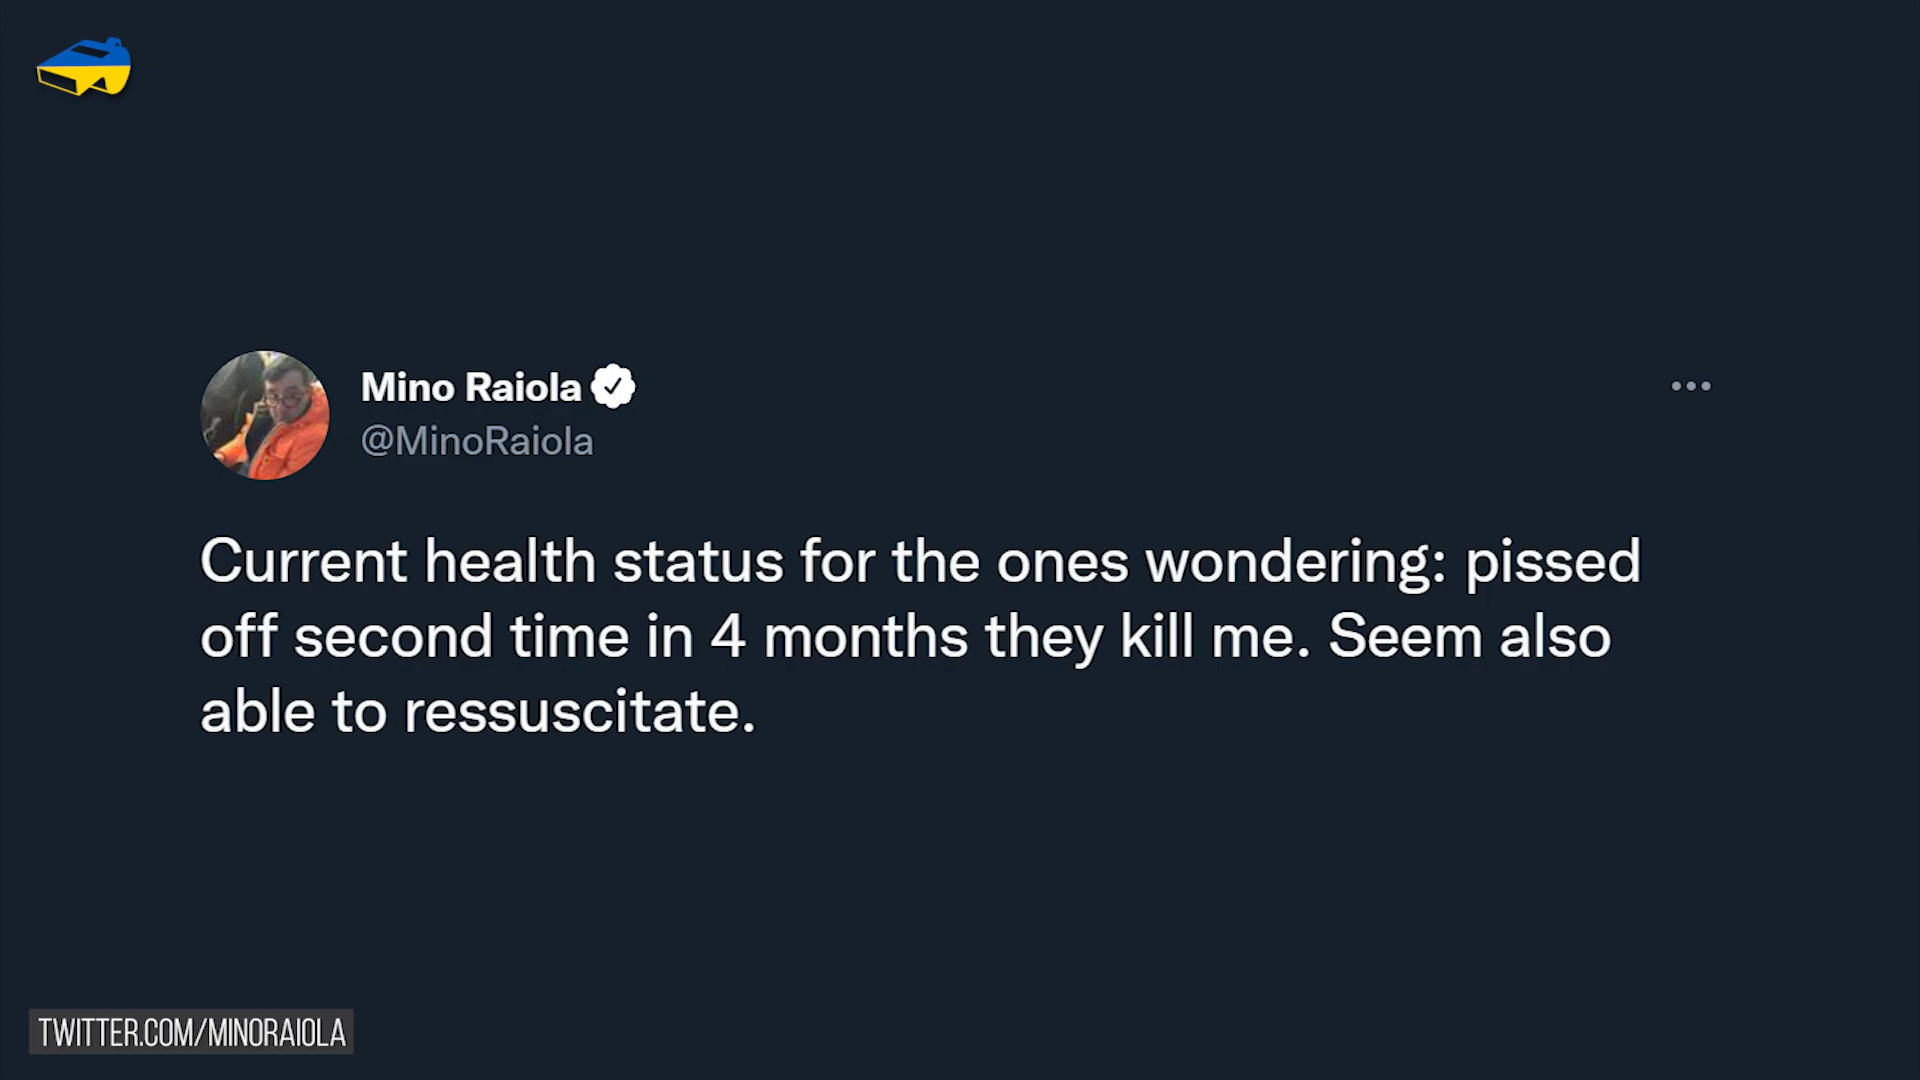 Mino Raiola
@MinoRaiola
Current health status for the ones wondering: pissed
off second time in 4 months they kill me. Seem also
able to ressuscitate.
TWITTER.COM/MINORAIOLA